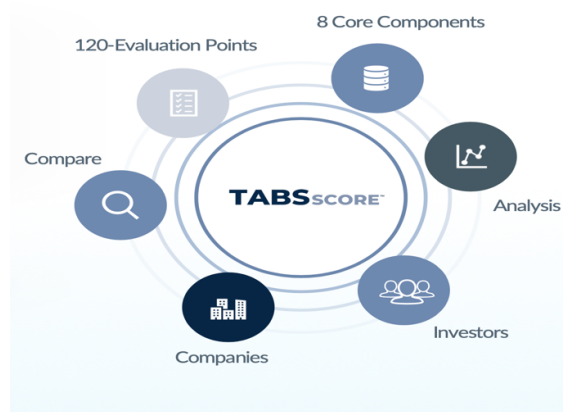 8 Core Components
120-Evaluation Points
Compare
TABSSCORE™
Analysis
Investors
Companies